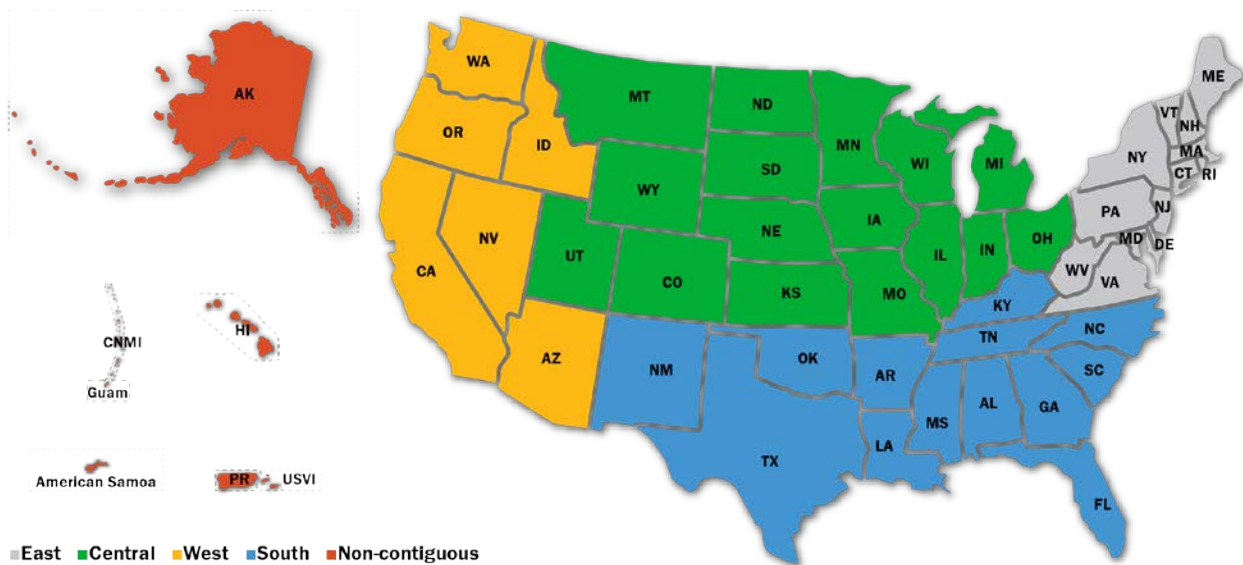 AK
CNMI
Guam
HI
American Samoa
PR
USVI
WA
OR
ID
MT
ND
MN
WI
MI
WY
SD
NE
IA
NV
CA
UT
CO
KS
MO
IL
IN
OH
AZ
NM
OK
AR
TX
LA
MS
AL
GA
FL
SC
NC
TN
KY
WV
VA
PA
MD
DE
NJ
NY
CT
RI
MA
VT
NH
ME
East Central West South Non-contiguous